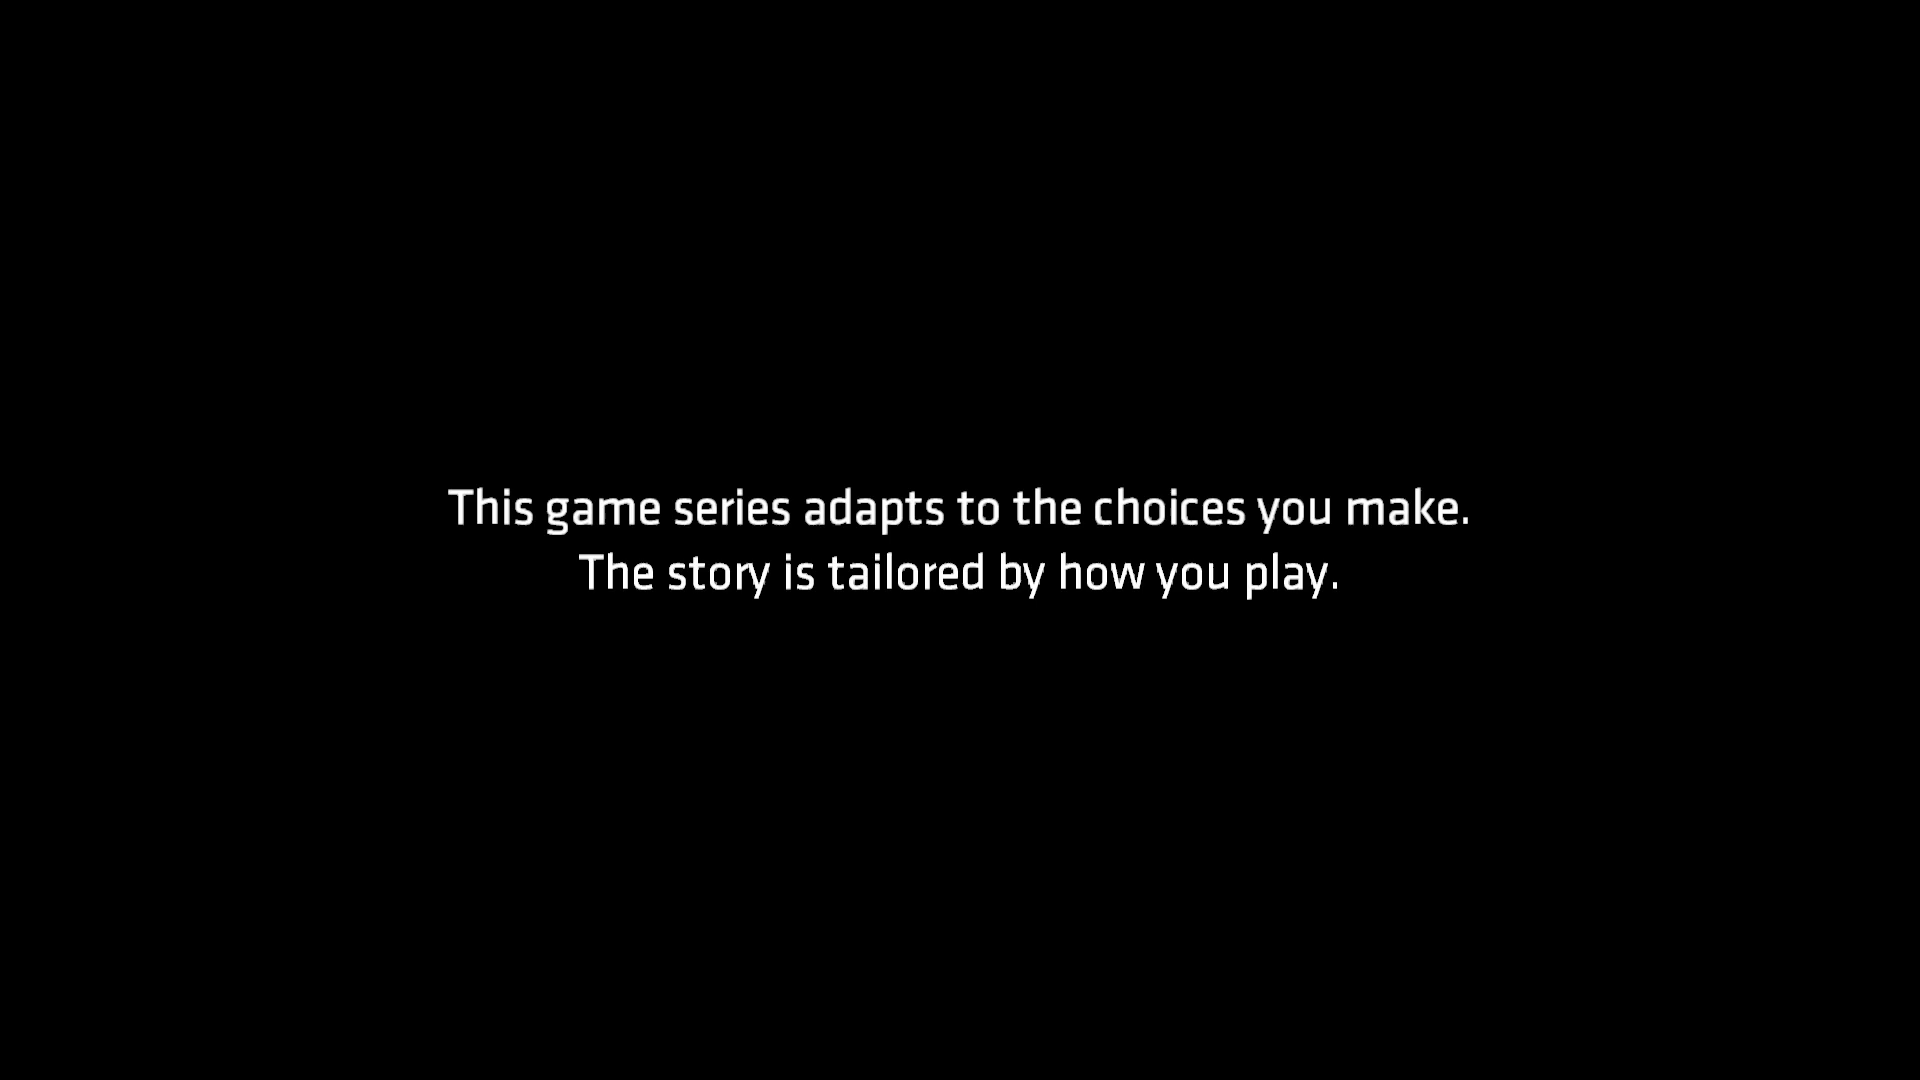 This game series adapts to the choices you make.
The story is tailored by how you play.